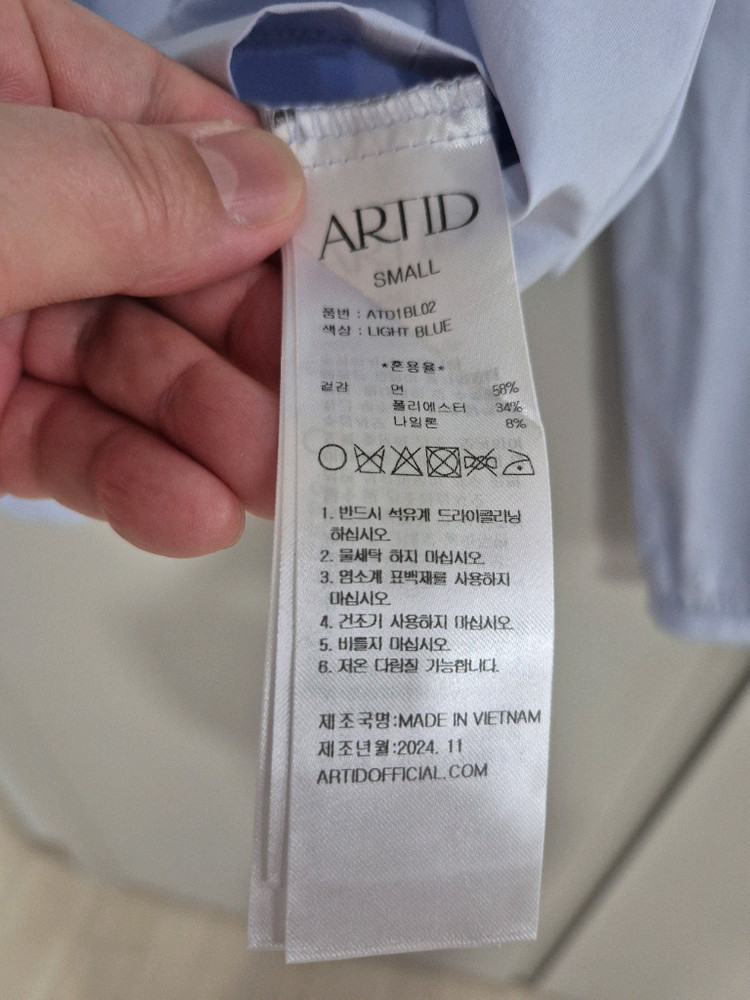 ARTID
SMALL
품번 : ATD1BL02
색상 : LIGHT BLUE
*혼용율*
겉감 면 58%
폴리에스터 34%
나일론 8%
1. 반드시 석유계 드라이클리닝
하십시오.
2. 물세탁 하지 마십시오.
3. 염소계 표백제를 사용하지
마십시오.
4. 건조기 사용하지 마십시오.
5. 비틀지 마십시오.
6. 저온 다림질 가능합니다.
제조국명:MADE IN VIETNAM
제조년월:2024. 11
ARTIDOFFICIAL.COM